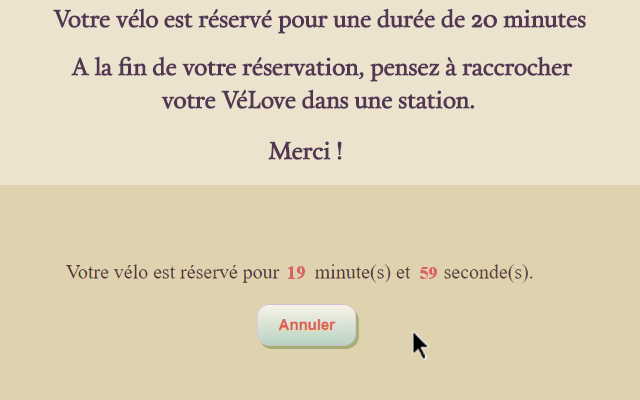 Votre vélo est réservé pour une durée de 20 minutes
A la fin de votre réservation, pensez à raccrocher
votre VéLove dans une station.
Merci !
Votre vélo est réservé pour 19 minute(s) et 59 seconde(s).
Annuler